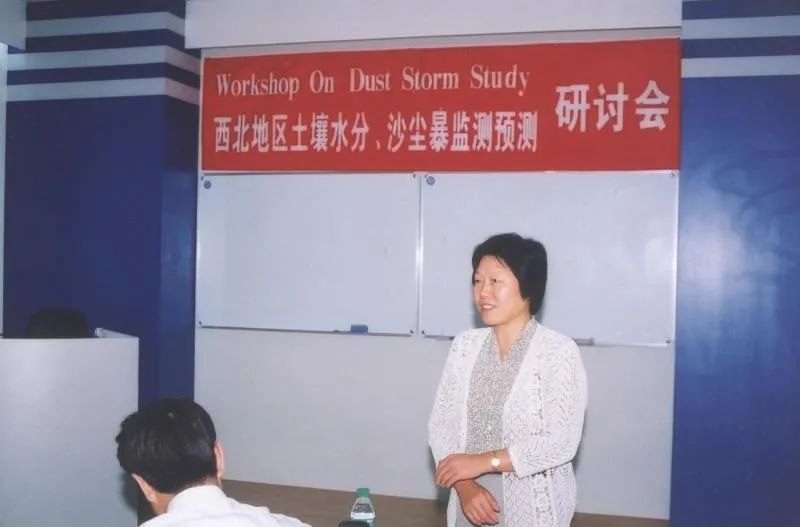 Workshop On Dust Storm Study
西北地区土壤水分、沙尘暴监测预测
研讨会